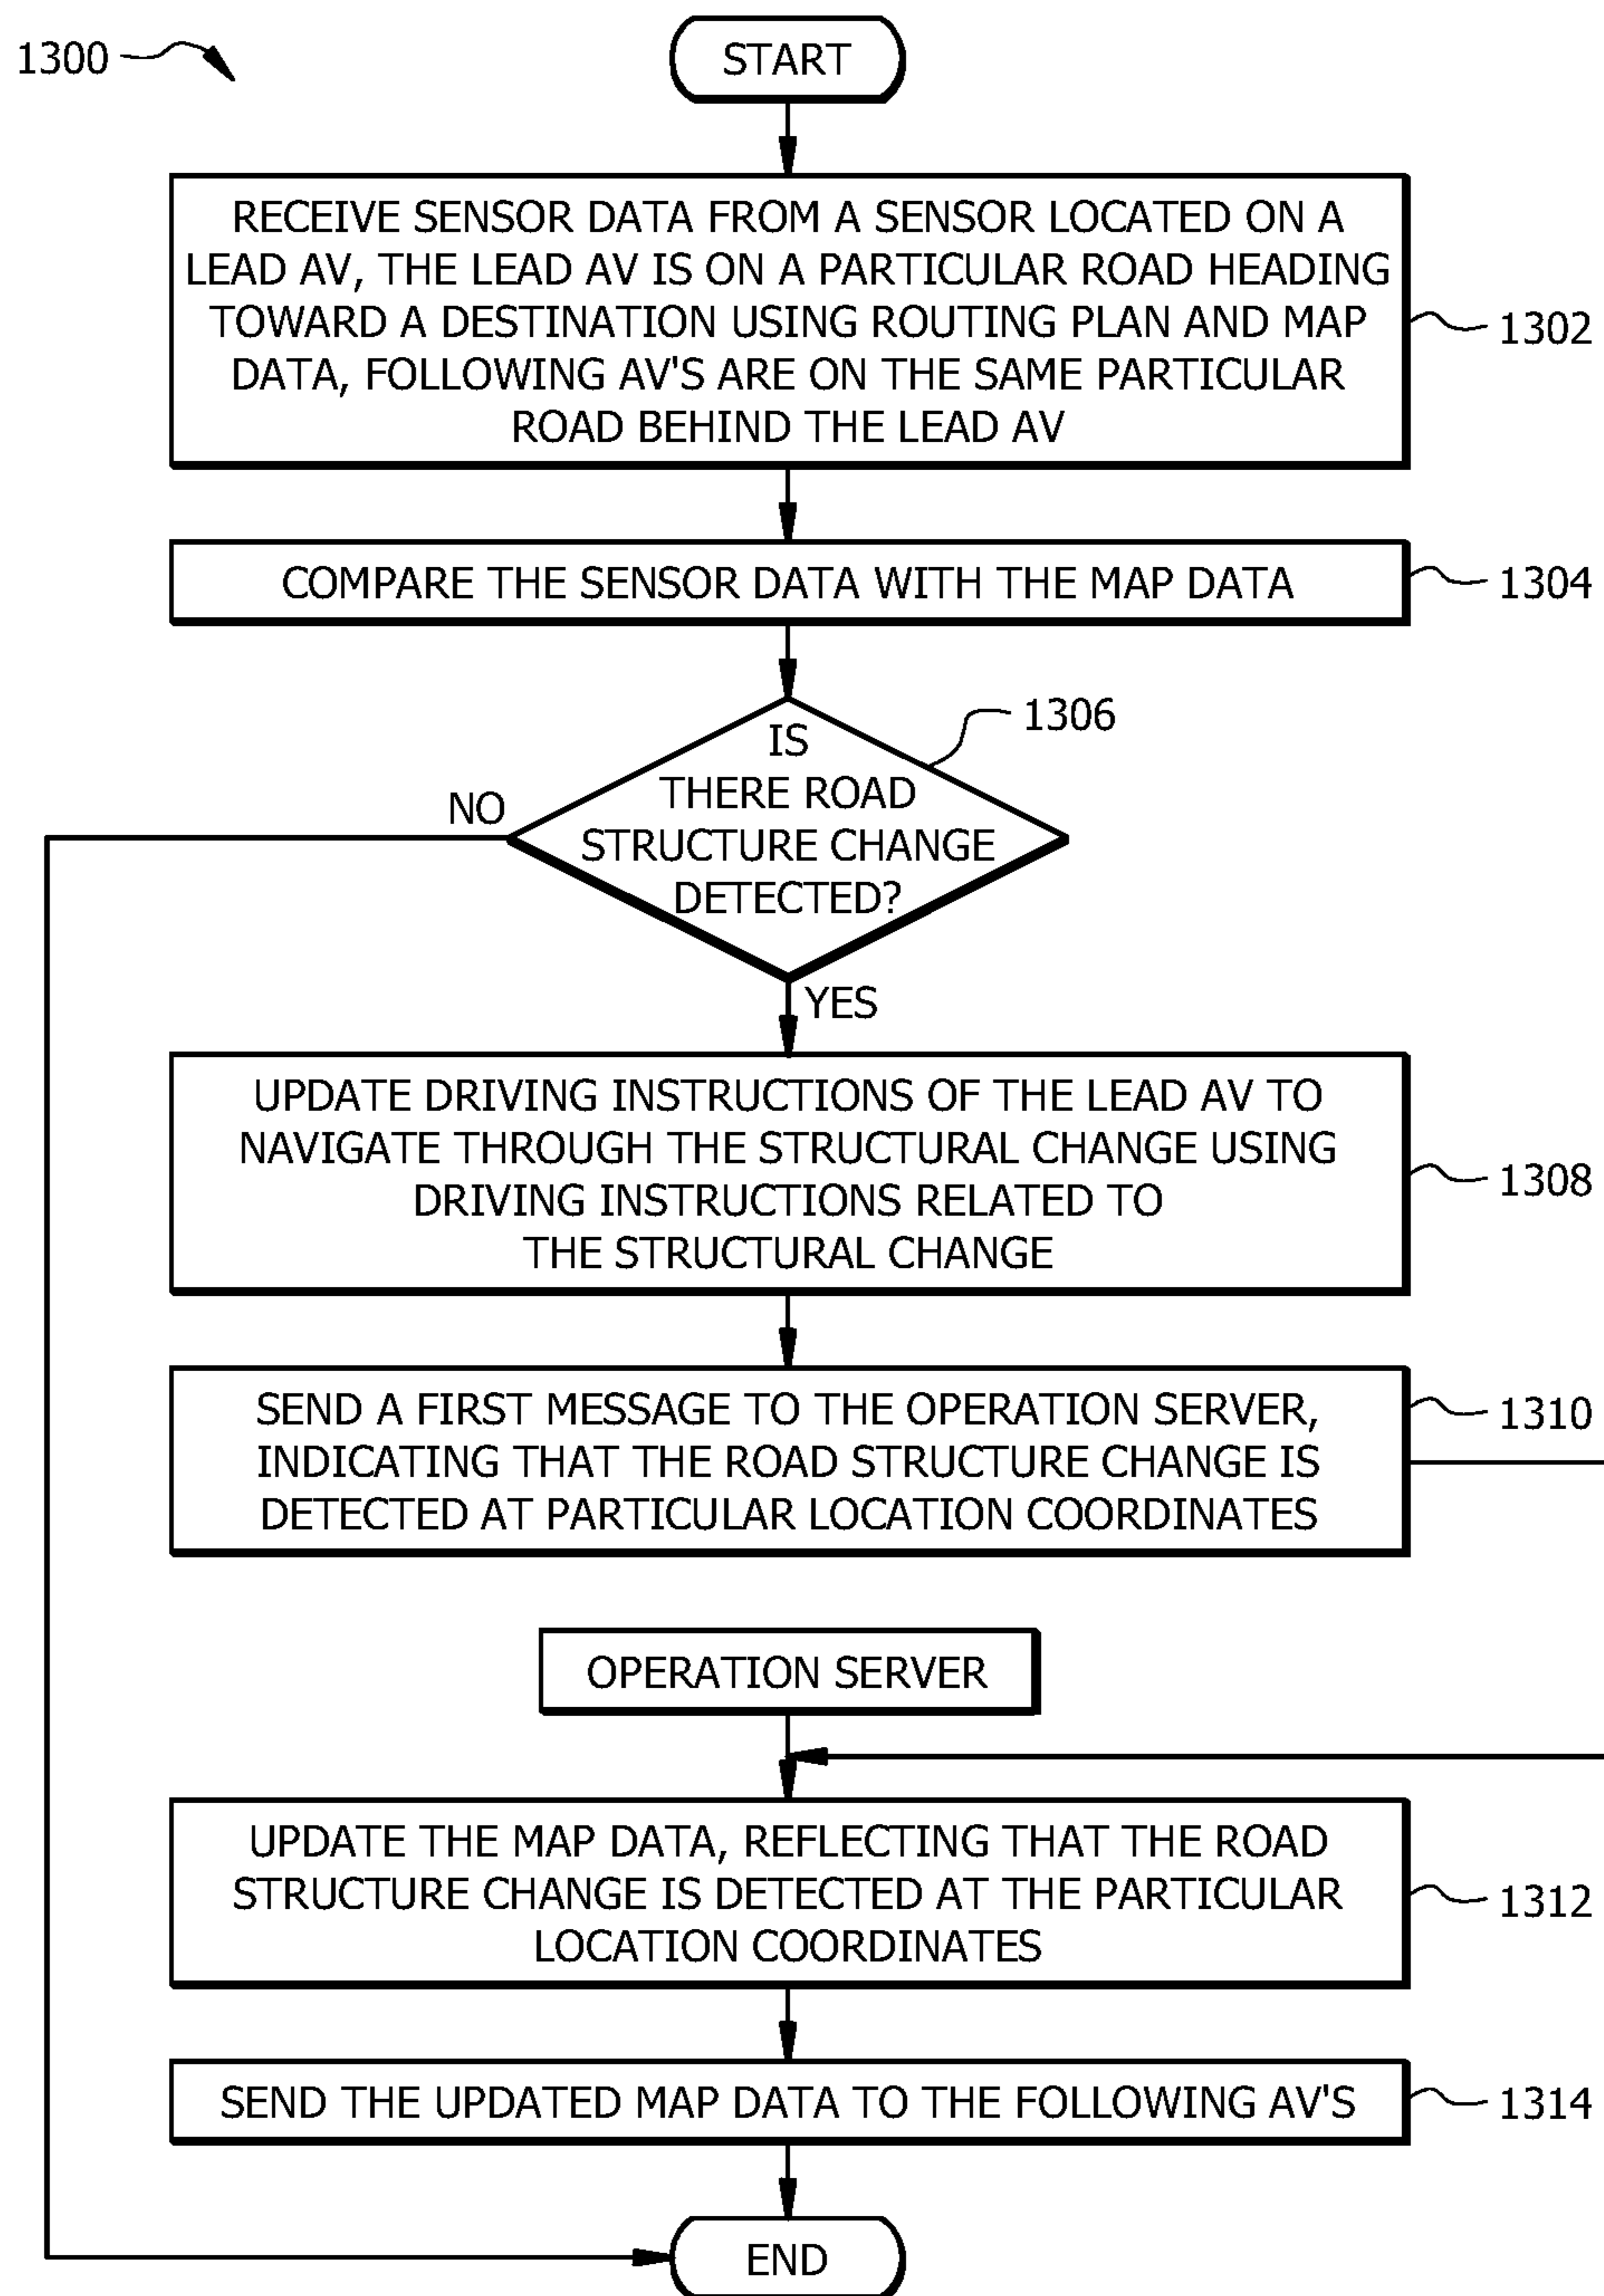 1300
START
RECEIVE SENSOR DATA FROM A SENSOR LOCATED ON A
LEAD AV, THE LEAD AV IS ON A PARTICULAR ROAD HEADING
TOWARD A DESTINATION USING ROUTING PLAN AND MAP
DATA, FOLLOWING AV'S ARE ON THE SAME PARTICULAR
ROAD BEHIND THE LEAD AV
1302
COMPARE THE SENSOR DATA WITH THE MAP DATA
1304
IS
THERE ROAD
STRUCTURE CHANGE
DETECTED?
1306
NO
YES
UPDATE DRIVING INSTRUCTIONS OF THE LEAD AV TO
NAVIGATE THROUGH THE STRUCTURAL CHANGE USING
DRIVING INSTRUCTIONS RELATED TO
THE STRUCTURAL CHANGE
1308
SEND A FIRST MESSAGE TO THE OPERATION SERVER,
INDICATING THAT THE ROAD STRUCTURE CHANGE IS
DETECTED AT PARTICULAR LOCATION COORDINATES
1310
OPERATION SERVER
UPDATE THE MAP DATA, REFLECTING THAT THE ROAD
STRUCTURE CHANGE IS DETECTED AT THE PARTICULAR
LOCATION COORDINATES
1312
SEND THE UPDATED MAP DATA TO THE FOLLOWING AV'S
1314
END